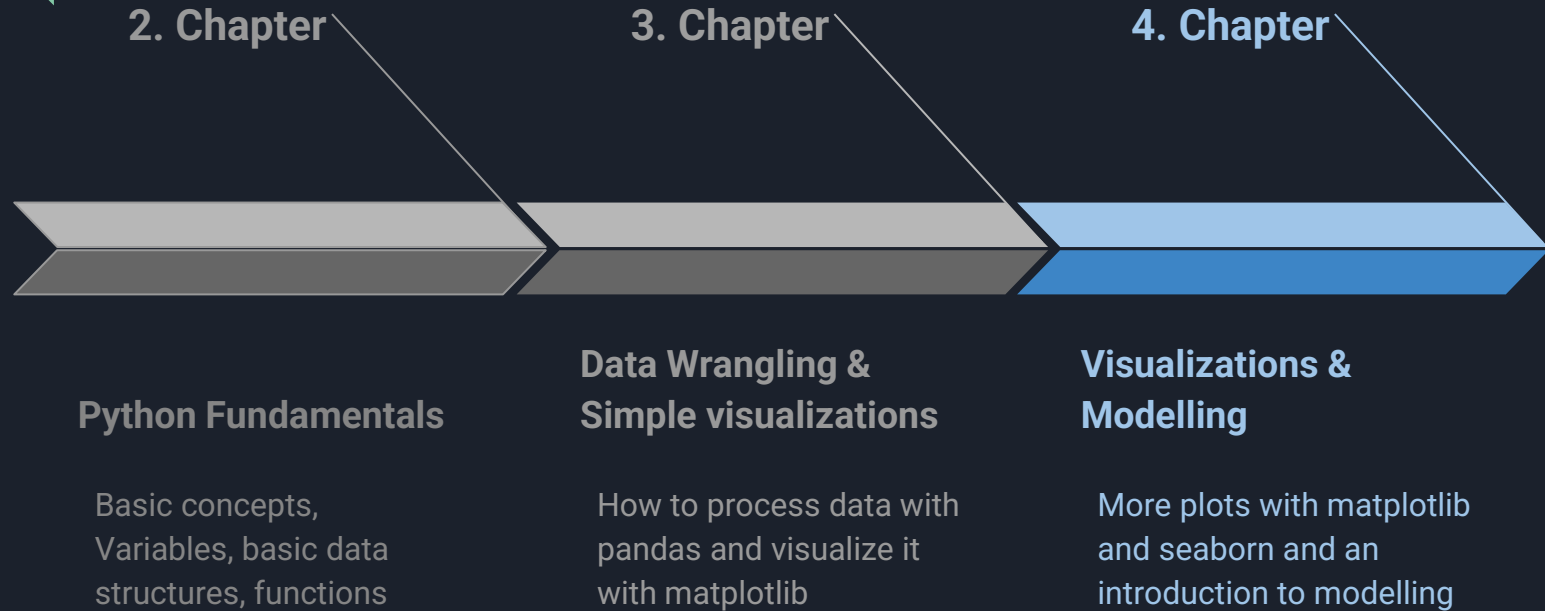 2. Chapter
3. Chapter
4. Chapter
Python Fundamentals
Basic concepts,
Variables, basic data
structures, functions
Data Wrangling &
Simple visualizations
How to process data with
pandas and visualize it
with matplotlib
Visualizations &
Modelling
More plots with matplotlib
and seaborn and an
introduction to modelling